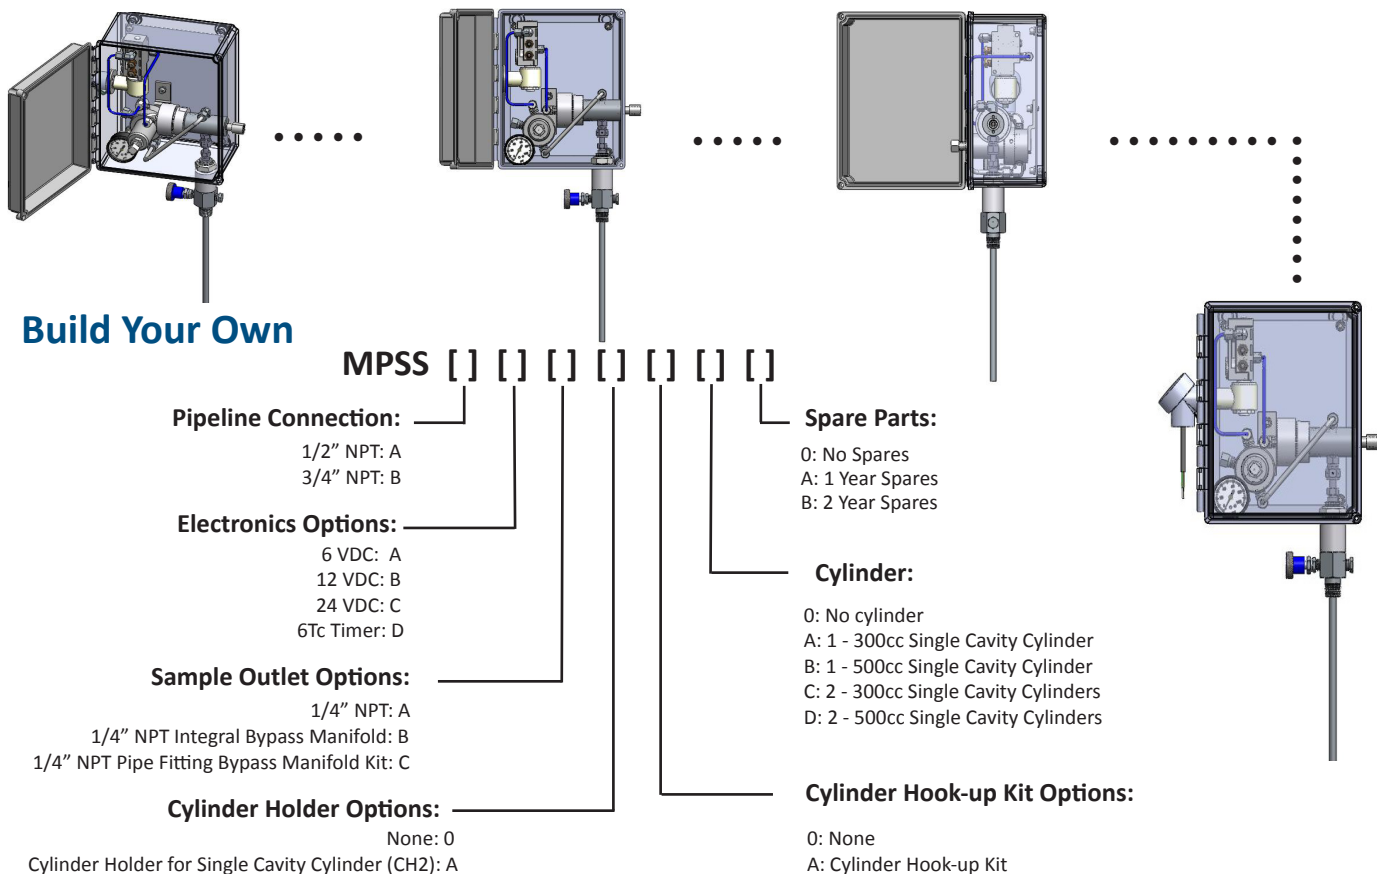 Build Your Own
MPSS [ ] [ ] [ ] [ ] [ ] [ ] [ ]
Pipeline Connection:
1/2” NPT: A
3/4” NPT: B
Electronics Options:
6 VDC: A
12 VDC: B
24 VDC: C
6Tc Timer: D
Sample Outlet Options:
1/4” NPT: A
1/4” NPT Integral Bypass Manifold: B
1/4” NPT Pipe Fitting Bypass Manifold Kit: C
Cylinder Holder Options:
None: 0
Cylinder Holder for Single Cavity Cylinder (CH2): A
Spare Parts:
0: No Spares
A: 1 Year Spares
B: 2 Year Spares
Cylinder:
0: No cylinder
A: 1 - 300cc Single Cavity Cylinder
B: 1 - 500cc Single Cavity Cylinder
C: 2 - 300cc Single Cavity Cylinders
D: 2 - 500cc Single Cavity Cylinders
Cylinder Hook-up Kit Options:
0: None
A: Cylinder Hook-up Kit